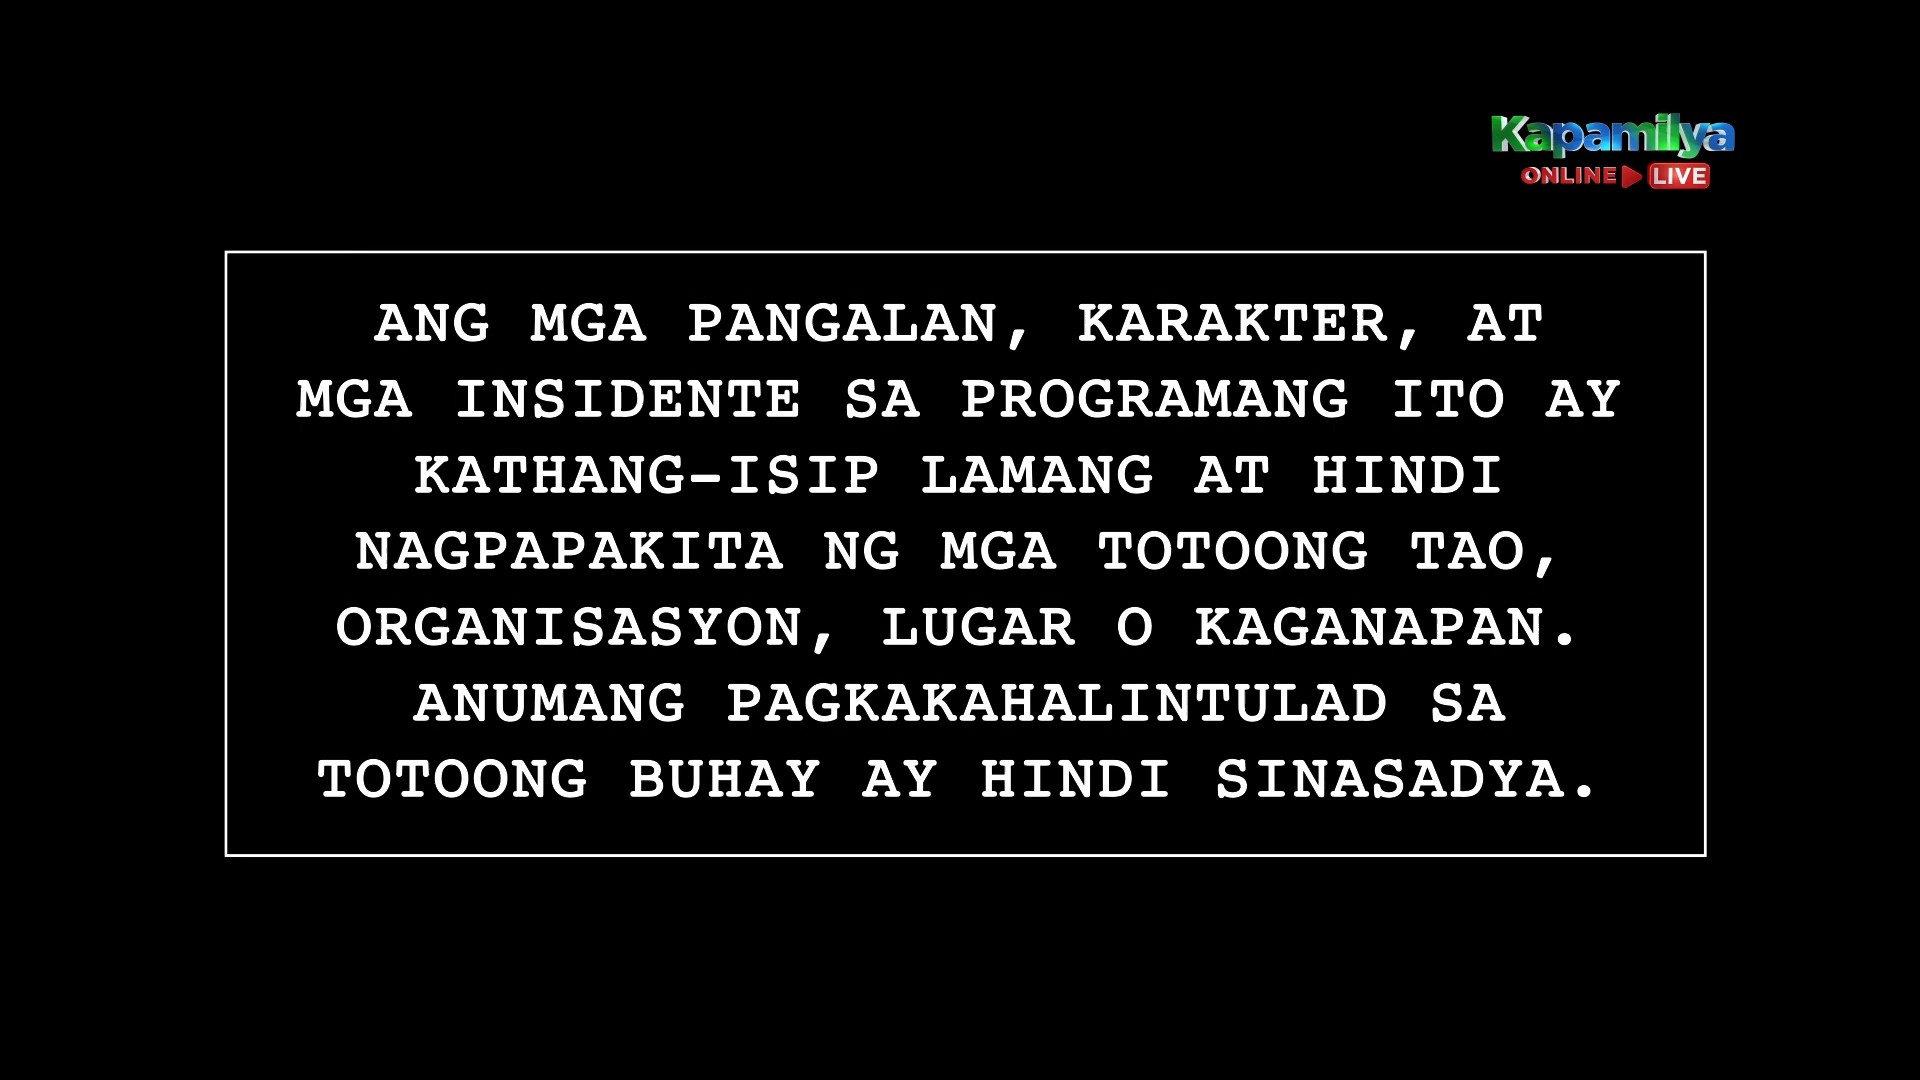 Kapamilya
ONLINE LIVE
ANG MGA PANGALAN, KARAKTER, AT
MGA INSIDENTE SA PROGRAMANG ITO AY
KATHANG-ISIP LAMANG AT HINDI
NAGPAPAKITA NG MGA TOTOONG TAO,
ORGANISASYON, LUGAR O KAGANAPAN.
ANUMANG PAGKAKAHALINTULAD SA
TOTOONG BUHAY AY HINDI SINASADYA.